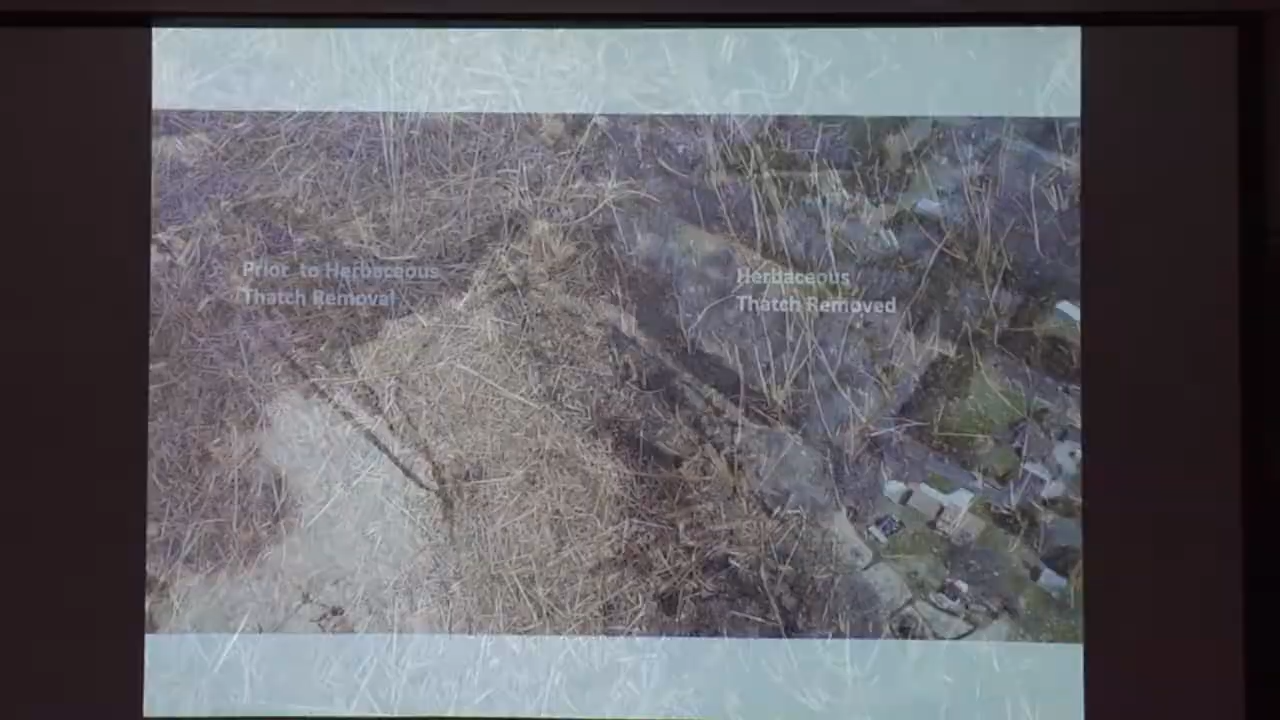 Prior to Herbaceous
Thatch Removal
Herbaceous
Thatch Removed